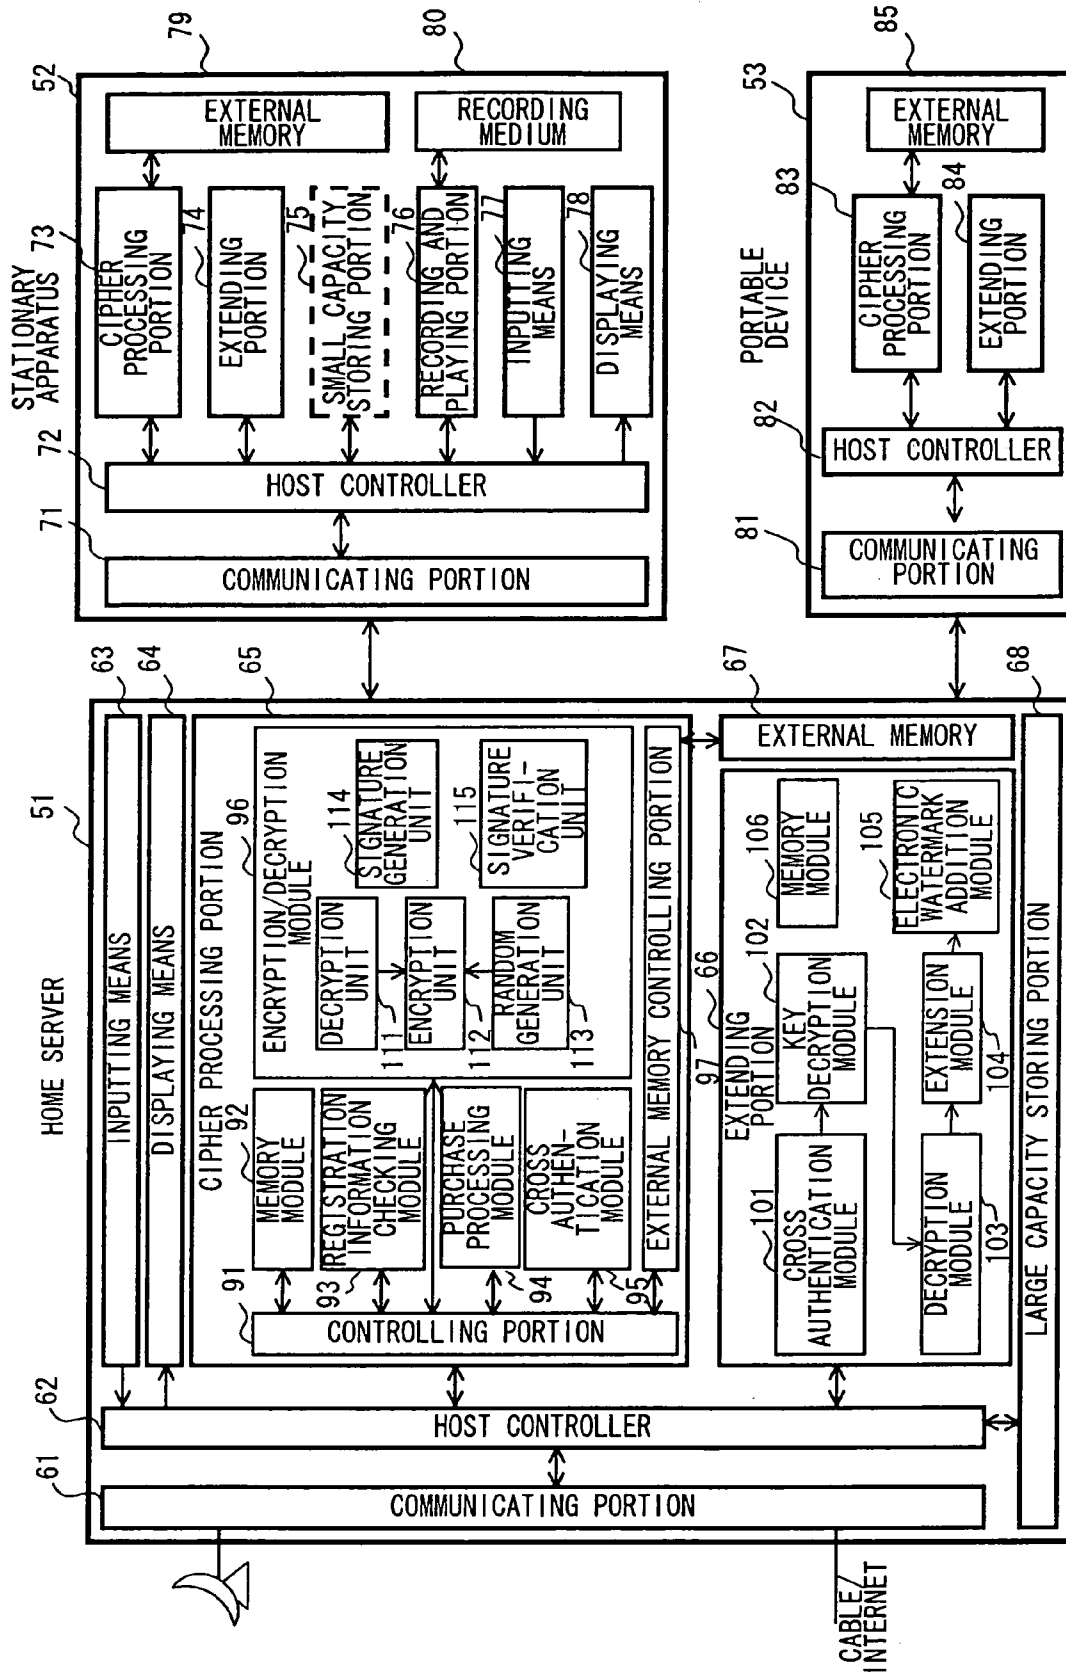 HOME SERVER
51
INPUTTING MEANS
63
DISPLAYING MEANS
64
CIPHER PROCESSING PORTION
65
ENCRYPTION/DECRYPTION
MODULE
96
DECRYPTION
UNIT
111
ENCRYPTION
UNIT
112
RANDOM
GENERATION
UNIT
113
SIGNATURE
GENERATION
UNIT
114
SIGNATURE
VERIFI-
CATION
UNIT
115
MEMORY
MODULE
92
REGISTRATION
INFORMATION
CHECKING
MODULE
93
PURCHASE
PROCESSING
MODULE
94
CROSS
AUTHEN-
TICATION
MODULE
95
EXTERNAL MEMORY CONTROLLING PORTION
97
CONTROLLING PORTION
91
EXTERNAL MEMORY
67
EXTENDING
PORTION
66
CROSS
AUTHENTICATION
MODULE
101
KEY
DECRYPTION
MODULE
102
MEMORY
MODULE
106
DECRYPTION
MODULE
103
EXTENSION
MODULE
104
ELECTRONIC
WATERMARK
ADDITION
MODULE
105
LARGE CAPACITY STORING PORTION
68
HOST CONTROLLER
62
COMMUNICATING PORTION
61
CABLE
INTERNET
STATIONARY
APPARATUS
52
COMMUNICATING PORTION
71
HOST CONTROLLER
72
CIPHER
PROCESSING
PORTION
73
EXTENDING
PORTION
74
SMALL CAPACITY
STORING PORTION
75
RECORDING AND
PLAYING PORTION
76
INPUTTING
MEANS
77
DISPLAYING
MEANS
78
EXTERNAL
MEMORY
79
RECORDING
MEDIUM
80
PORTABLE
DEVICE
53
COMMUNICATING
PORTION
81
HOST CONTROLLER
82
CIPHER
PROCESSING
PORTION
83
EXTENDING
PORTION
84
EXTERNAL
MEMORY
85